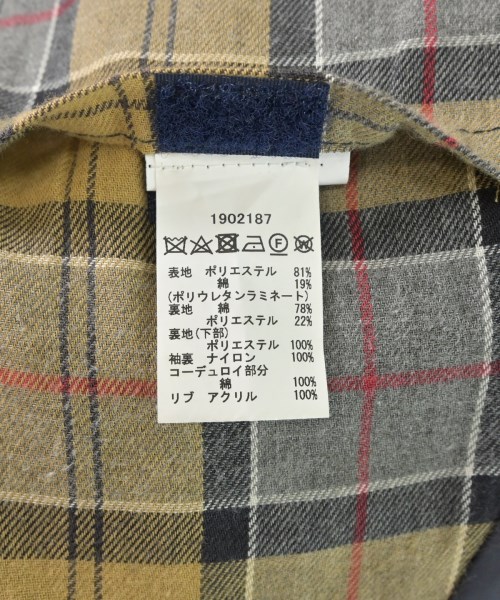 1902187
F W
表地 ポリエステル 81%
綿 19%
(ポリウレタンラミネート)
裏地 綿 78%
ポリエステル 22%
裏地(下部)
ポリエステル 100%
袖裏 ナイロン 100%
コーデュロイ部分
綿 100%
リブ アクリル 100%